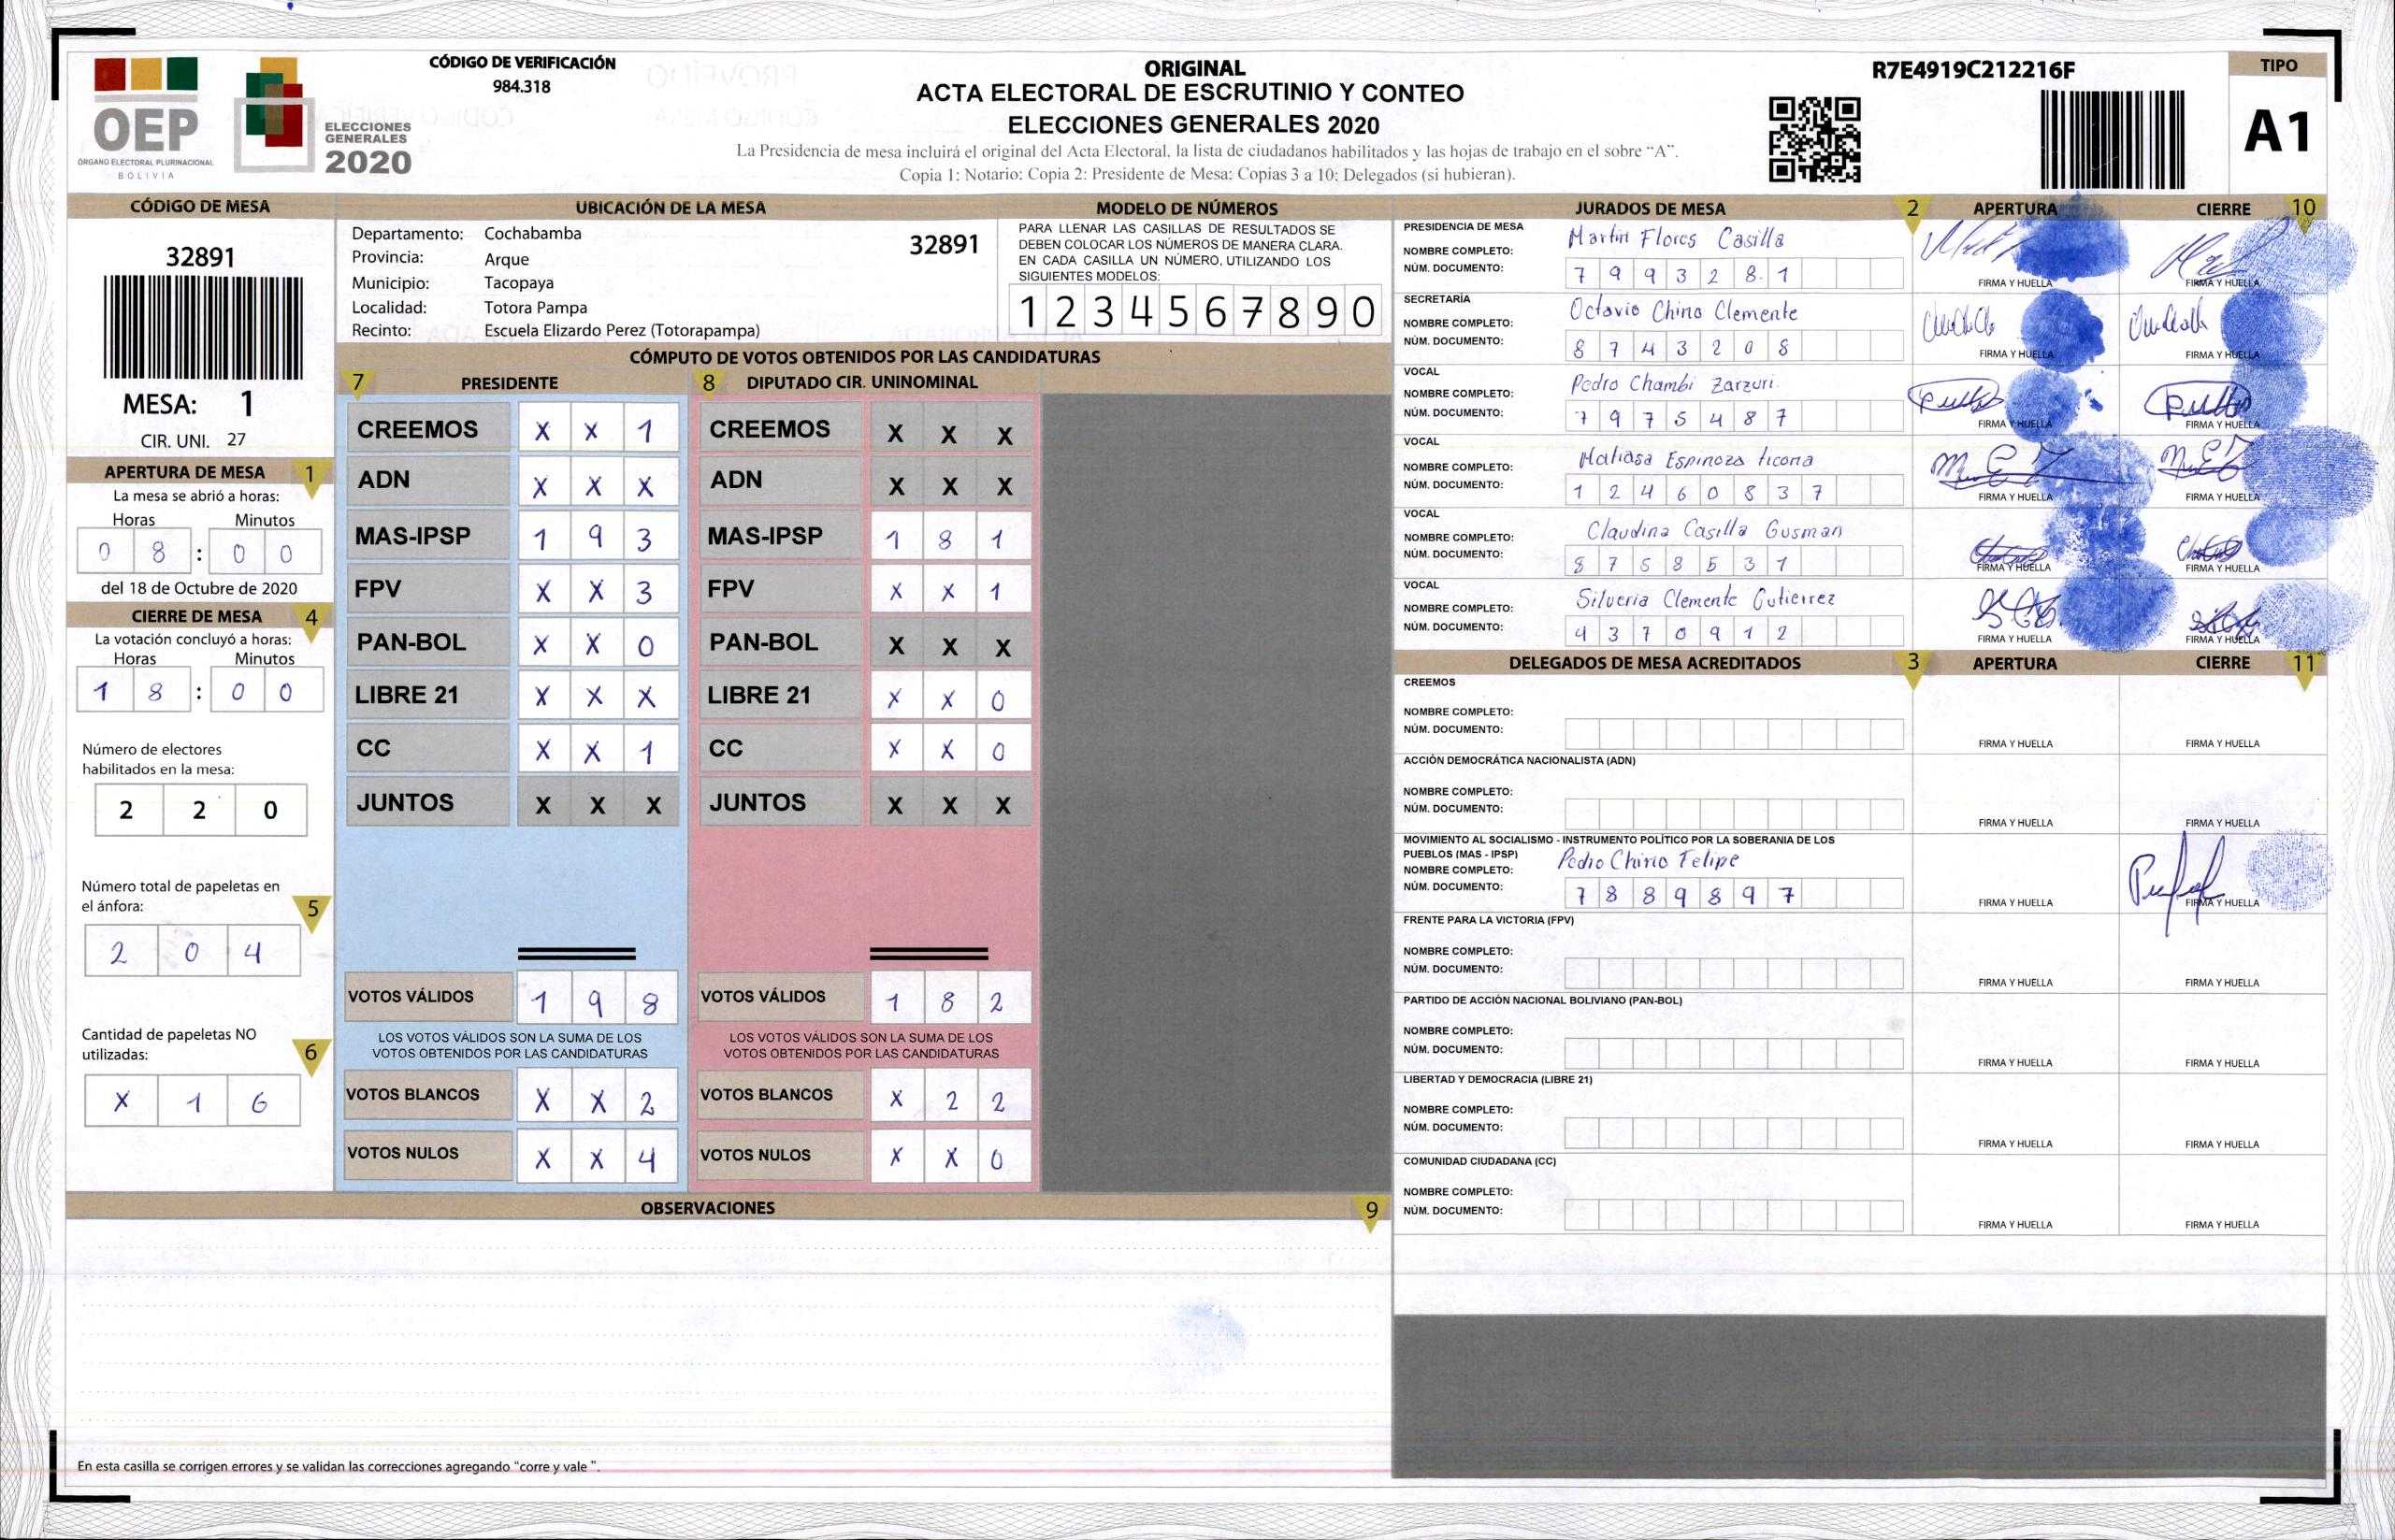 OEP
ÓRGANO ELECTORAL PLURINACIONAL
BOLIVIA
ELECCIONES
GENERALES
2020
CÓDIGO DE VERIFICACIÓN
984.318
ORIGINAL
ACTA ELECTORAL DE ESCRUTINIO Y CONTEO
ELECCIONES GENERALES 2020
La Presidencia de mesa incluirá el original del Acta Electoral, la lista de ciudadanos habilitados y las hojas de trabajo en el sobre “A”.
Copia 1: Notario: Copia 2: Presidente de Mesa: Copias 3 a 10: Delegados (si hubieran).
R7E4919C212216F
TIPO
A1
CÓDIGO DE MESA
32891
MESA: 1
CIR. UNI. 27
APERTURA DE MESA 1
La mesa se abrió a horas:
Horas Minutos
0 8 : 0 0
del 18 de Octubre de 2020
CIERRE DE MESA 4
La votación concluyó a horas:
Horas Minutos
1 8 : 0 0
Número de electores
habilitados en la mesa:
2 2 0
Número total de papeletas en
el ánfora: 5
2 0 4
Cantidad de papeletas NO
utilizadas: 6
X 1 6
UBICACIÓN DE LA MESA
Departamento: Cochabamba
32891
Provincia: Arque
Municipio: Tacopaya
Localidad: Totora Pampa
Recinto: Escuela Elizardo Perez (Totorapampa)
MODELO DE NÚMEROS
PARA LLENAR LAS CASILLAS DE RESULTADOS SE
DEBEN COLOCAR LOS NÚMEROS DE MANERA CLARA.
EN CADA CASILLA UN NÚMERO, UTILIZANDO LOS
SIGUIENTES MODELOS:
1 2 3 4 5 6 7 8 9 0
CÓMPUTO DE VOTOS OBTENIDOS POR LAS CANDIDATURAS
7 PRESIDENTE 8 DIPUTADO CIR. UNINOMINAL
CREEMOS X X 1 CREEMOS X X X
ADN X X X ADN X X X
MAS-IPSP 1 9 3 MAS-IPSP 1 8 1
FPV X X 3 FPV X X 1
PAN-BOL X X 0 PAN-BOL X X X
LIBRE 21 X X X LIBRE 21 X X 0
CC X X 1 CC X X 0
JUNTOS X X X JUNTOS X X X
VOTOS VÁLIDOS 1 9 8 VOTOS VÁLIDOS 1 8 2
LOS VOTOS VÁLIDOS SON LA SUMA DE LOS LOS VOTOS VÁLIDOS SON LA SUMA DE LOS
VOTOS OBTENIDOS POR LAS CANDIDATURAS VOTOS OBTENIDOS POR LAS CANDIDATURAS
VOTOS BLANCOS X X 2 VOTOS BLANCOS X 2 2
VOTOS NULOS X X 4 VOTOS NULOS X X 0
OBSERVACIONES 9
En esta casilla se corrigen errores y se validan las correcciones agregando "corre y vale ".
JURADOS DE MESA 2 APERTURA CIERRE 10
PRESIDENCIA DE MESA
NOMBRE COMPLETO: Martin Flores Casilla
NÚM. DOCUMENTO: 7 9 9 3 2 8 1
FIRMA Y HUELLA FIRMA Y HUELLA
SECRETARÍA
NOMBRE COMPLETO: Octavio Chino Clemente
NÚM. DOCUMENTO: 8 7 4 3 2 0 8
FIRMA Y HUELLA FIRMA Y HUELLA
VOCAL
NOMBRE COMPLETO: Pedro Chambi Zarzuri
NÚM. DOCUMENTO: 7 9 7 5 4 8 7
FIRMA Y HUELLA FIRMA Y HUELLA
VOCAL
NOMBRE COMPLETO: Matiasa Espinoza ticona
NÚM. DOCUMENTO: 1 2 4 6 0 8 3 7
FIRMA Y HUELLA FIRMA Y HUELLA
VOCAL
NOMBRE COMPLETO: Claudina Casilla Gusman
NÚM. DOCUMENTO: 8 7 5 8 5 3 1
FIRMA Y HUELLA FIRMA Y HUELLA
VOCAL
NOMBRE COMPLETO: Silveria Clemente Gutierrez
NÚM. DOCUMENTO: 4 3 7 0 9 1 2
FIRMA Y HUELLA FIRMA Y HUELLA
DELEGADOS DE MESA ACREDITADOS 3 APERTURA CIERRE 11
CREEMOS
NOMBRE COMPLETO:
NÚM. DOCUMENTO:
FIRMA Y HUELLA FIRMA Y HUELLA
ACCIÓN DEMOCRÁTICA NACIONALISTA (ADN)
NOMBRE COMPLETO:
NÚM. DOCUMENTO:
FIRMA Y HUELLA FIRMA Y HUELLA
MOVIMIENTO AL SOCIALISMO - INSTRUMENTO POLÍTICO POR LA SOBERANIA DE LOS
PUEBLOS (MAS - IPSP)
NOMBRE COMPLETO: Pedro Chino Felipe
NÚM. DOCUMENTO: 7 8 8 9 8 9 7
FIRMA Y HUELLA FIRMA Y HUELLA
FRENTE PARA LA VICTORIA (FPV)
NOMBRE COMPLETO:
NÚM. DOCUMENTO:
FIRMA Y HUELLA FIRMA Y HUELLA
PARTIDO DE ACCIÓN NACIONAL BOLIVIANO (PAN-BOL)
NOMBRE COMPLETO:
NÚM. DOCUMENTO:
FIRMA Y HUELLA FIRMA Y HUELLA
LIBERTAD Y DEMOCRACIA (LIBRE 21)
NOMBRE COMPLETO:
NÚM. DOCUMENTO:
FIRMA Y HUELLA FIRMA Y HUELLA
COMUNIDAD CIUDADANA (CC)
NOMBRE COMPLETO:
NÚM. DOCUMENTO:
FIRMA Y HUELLA FIRMA Y HUELLA